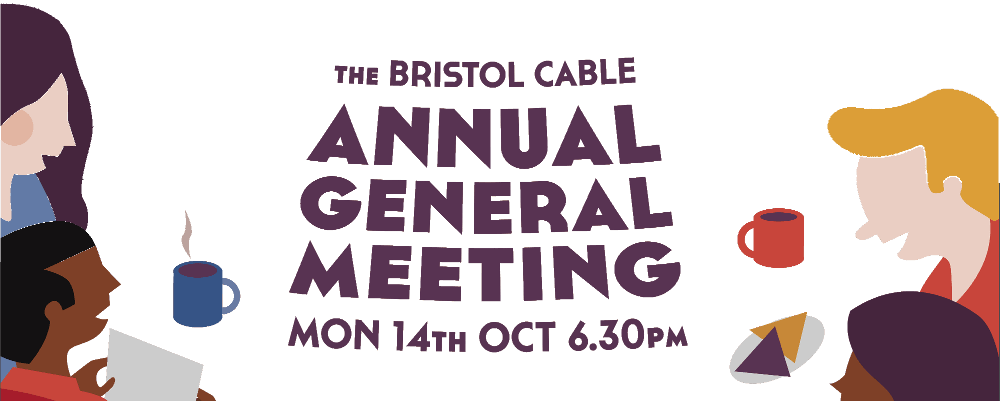 THE BRISTOL CABLE
ANNUAL
GENERAL
MEETING
MON 14TH OCT 6.30PM